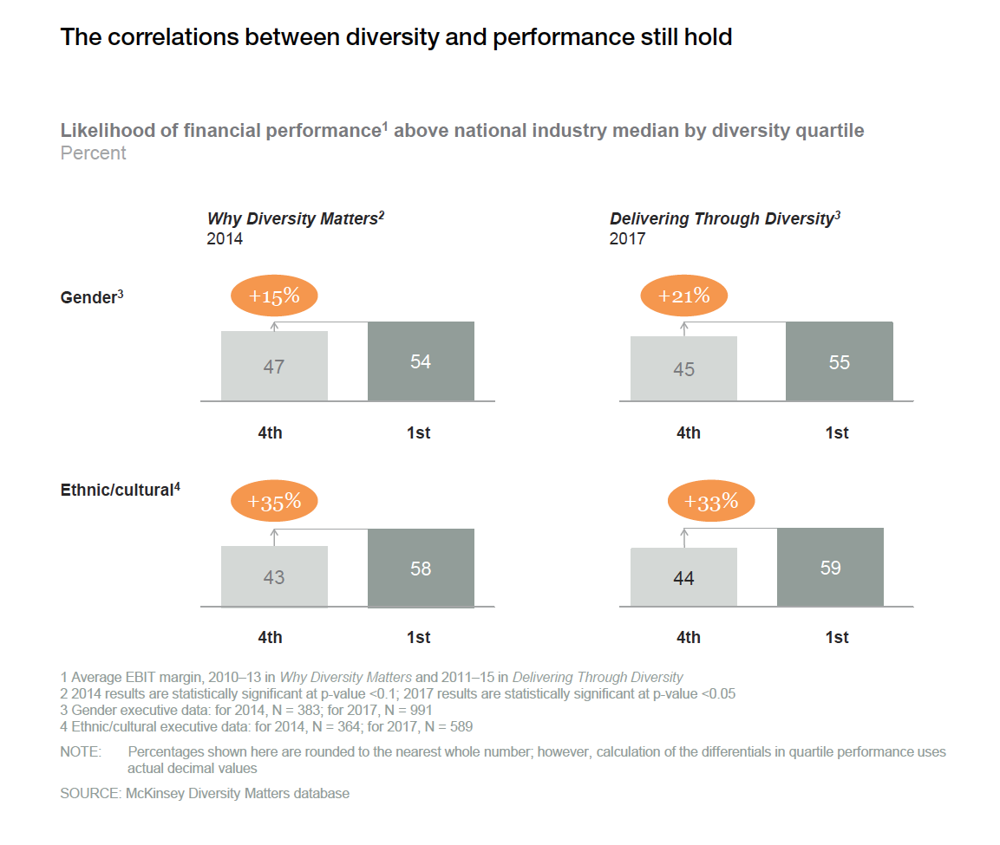 The correlations between diversity and performance still hold
Likelihood of financial performance1 above national industry median by diversity quartile
Percent
Why Diversity Matters2
2014
Delivering Through Diversity3
2017
Gender3
+15%
47
54
4th
1st
+21%
45
55
4th
1st
Ethnic/cultural4
+35%
43
58
4th
1st
+33%
44
59
4th
1st
1 Average EBIT margin, 2010–13 in Why Diversity Matters and 2011–15 in Delivering Through Diversity
2 2014 results are statistically significant at p-value <0.1; 2017 results are statistically significant at p-value <0.05
3 Gender executive data: for 2014, N = 383; for 2017, N = 991
4 Ethnic/cultural executive data: for 2014, N = 364; for 2017, N = 589
NOTE: Percentages shown here are rounded to the nearest whole number; however, calculation of the differentials in quartile performance uses
actual decimal values
SOURCE: McKinsey Diversity Matters database